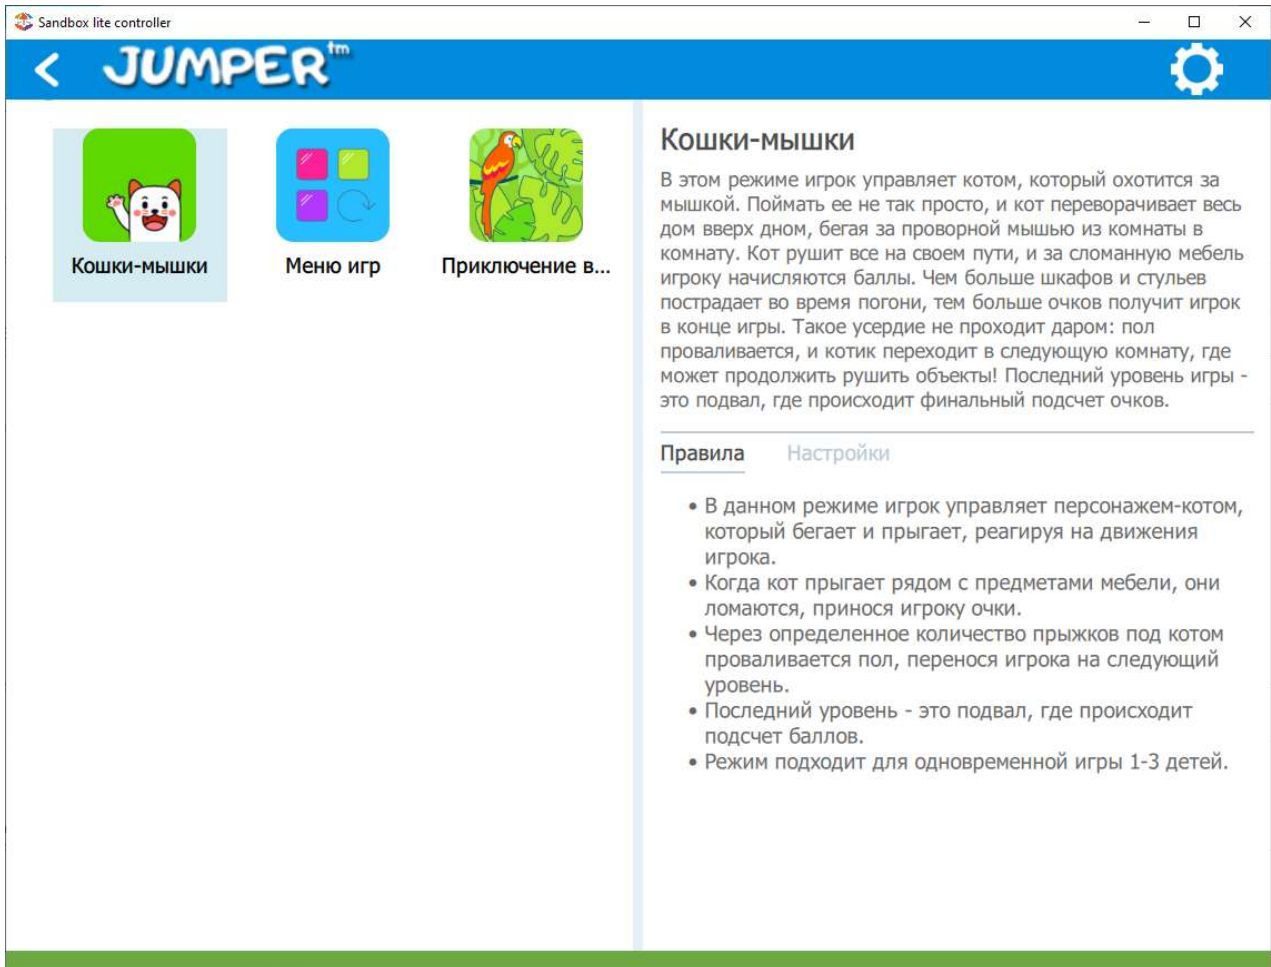 Sandbox lite controller
JUMPER tm
Кошки-мышки
Меню игр
Приключение в...
Кошки-мышки
В этом режиме игрок управляет котом, который охотится за
мышкой. Поймать ее не так просто, и кот переворачивает весь
дом вверх дном, бегая за проворной мышью из комнаты в
комнату. Кот рушит все на своем пути, и за сломанную мебель
игроку начисляются баллы. Чем больше шкафов и стульев
пострадает во время погони, тем больше очков получит игрок
в конце игры. Такое усердие не проходит даром: пол
проваливается, и котик переходит в следующую комнату, где
может продолжить рушить объекты! Последний уровень игры -
это подвал, где происходит финальный подсчет очков.
Правила
Настройки
• В данном режиме игрок управляет персонажем-котом,
который бегает и прыгает, реагируя на движения
игрока.
• Когда кот прыгает рядом с предметами мебели, они
ломаются, принося игроку очки.
• Через определенное количество прыжков под котом
проваливается пол, перенося игрока на следующий
уровень.
• Последний уровень - это подвал, где происходит
подсчет баллов.
• Режим подходит для одновременной игры 1-3 детей.